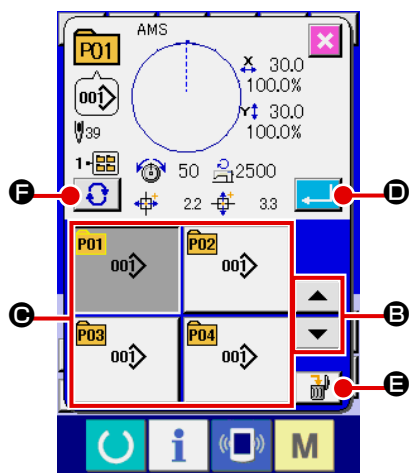 AMS
P01
X 30.0
100.0%
001
Y 30.0
100.0%
39
1-
50 2500
F
D
2.2 3.3
P01
001
P02
001
B
C
P03
001
P04
001
E
i
M